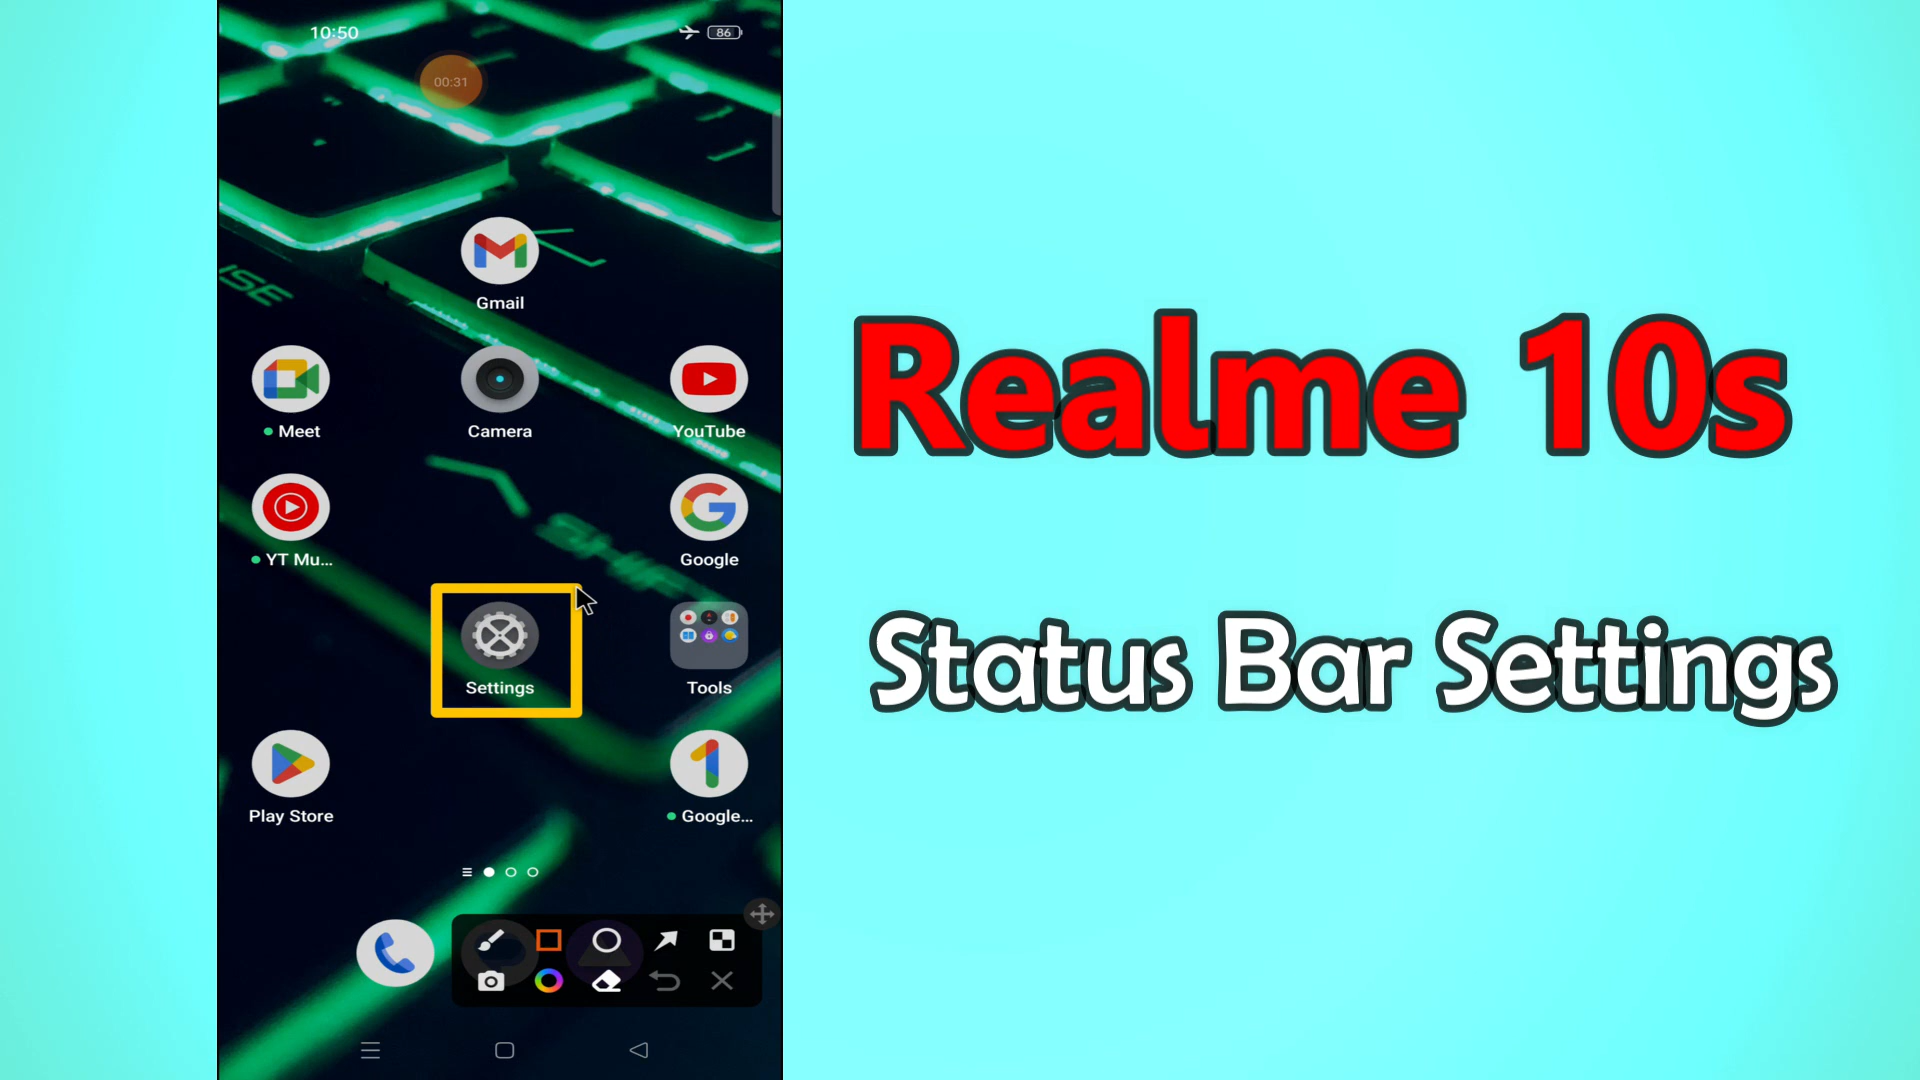 10:50
86
00:31
ISE
Gmail
Meet
Camera
YouTube
YT Mu...
Google
Settings
Tools
Play Store
Google...
Realme 10s
Status Bar Settings